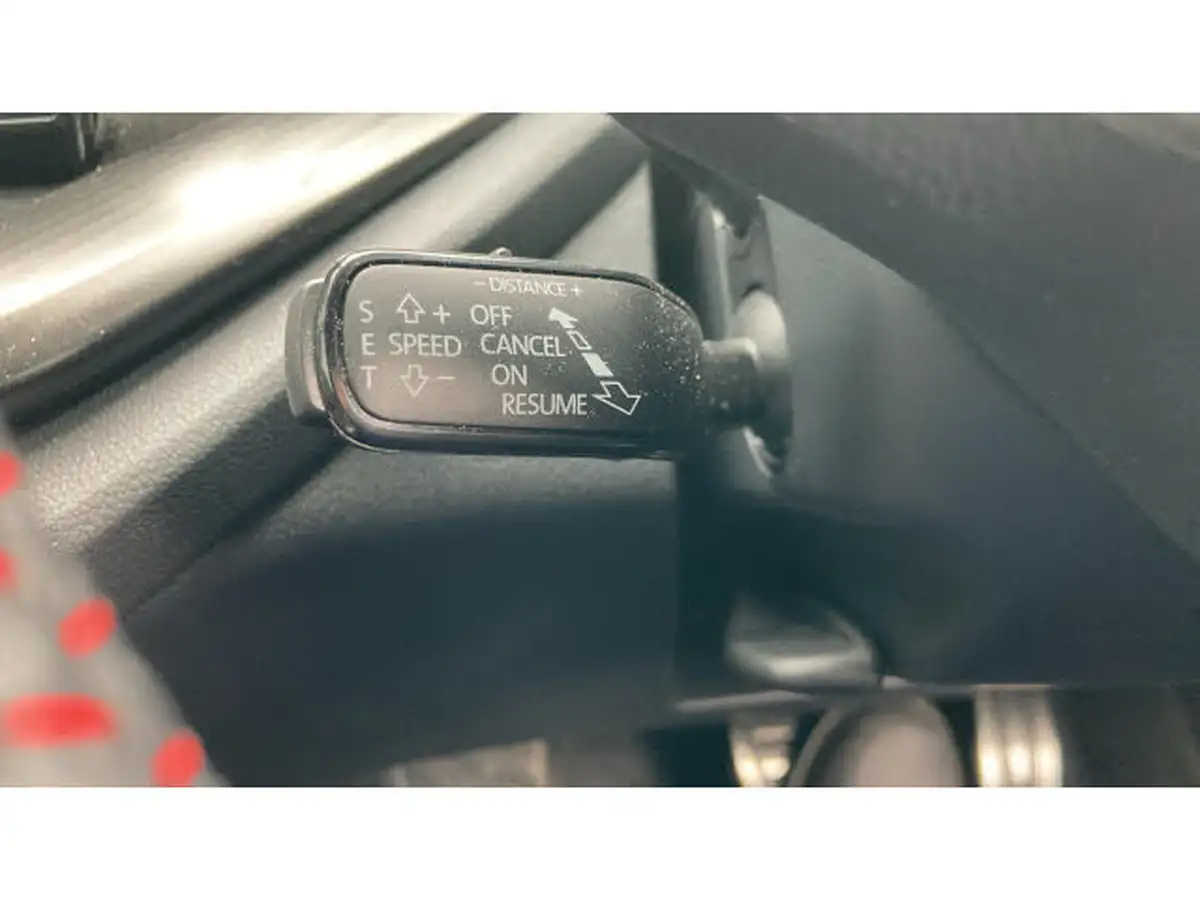 - DISTANCE +
S + OFF
E SPEED CANCEL
T - ON
RESUME